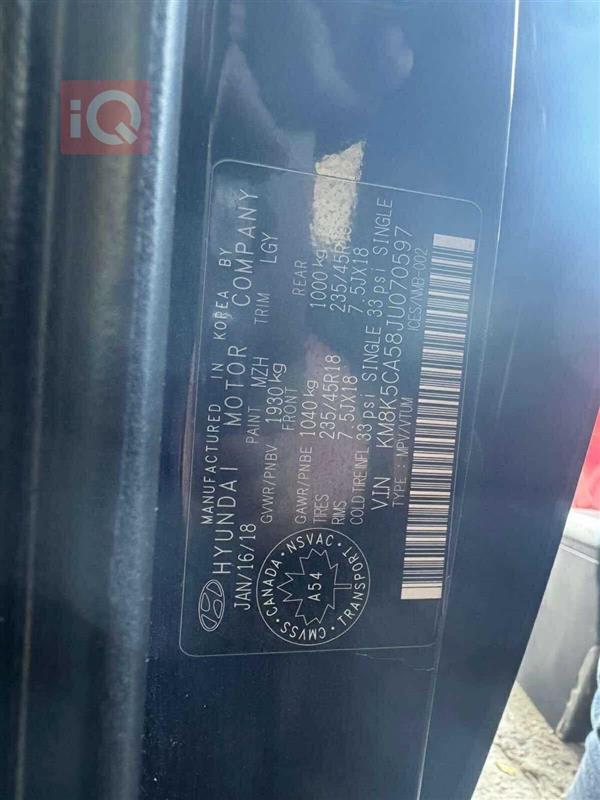 iQ
MANUFACTURED IN KOREA BY
HYUNDAI MOTOR COMPANY
JAN/16/18 PAINT MZH TRIM LGY
GVWR/PNBV 1930 kg
FRONT REAR
GAWR/PNBE 1040 kg 1000 kg
TIRES 235/45R18 235/45R18
RIMS 7.5JX18 7.5JX18
COLD TIRE INFL 33 psi SINGLE 33 psi SINGLE
V.I.N KM8K5CA58JU070597
TYPE : MPV/VTUM ICES/NMB-002
CMVSS · CANADA · NSVAC · TRANSPORT ·
A54